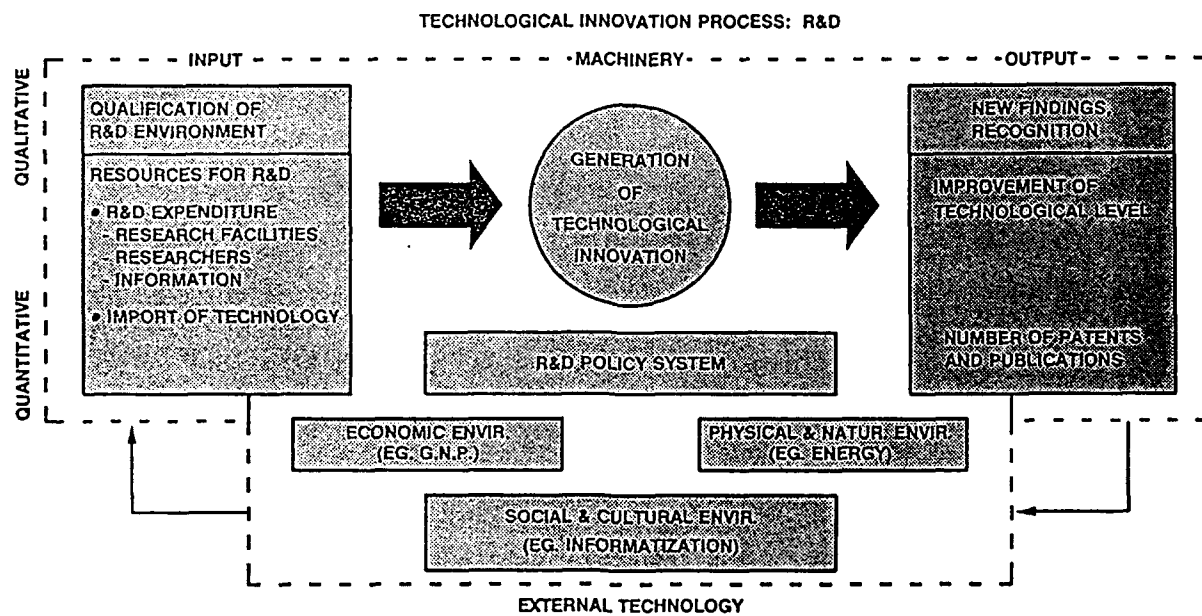 TECHNOLOGICAL INNOVATION PROCESS: R&D
INPUT
MACHINERY
OUTPUT
QUALITATIVE
QUANTITATIVE
QUALIFICATION OF
R&D ENVIRONMENT
RESOURCES FOR R&D
• R&D EXPENDITURE
- RESEARCH FACILITIES
- RESEARCHERS
- INFORMATION
• IMPORT OF TECHNOLOGY
GENERATION
OF
TECHNOLOGICAL
INNOVATION
NEW FINDINGS,
RECOGNITION
IMPROVEMENT OF
TECHNOLOGICAL LEVEL
NUMBER OF PATENTS
AND PUBLICATIONS
R&D POLICY SYSTEM
ECONOMIC ENVIR.
(EG. G.N.P.)
PHYSICAL & NATUR. ENVIR.
(EG. ENERGY)
SOCIAL & CULTURAL ENVIR.
(EG. INFORMATIZATION)
EXTERNAL TECHNOLOGY